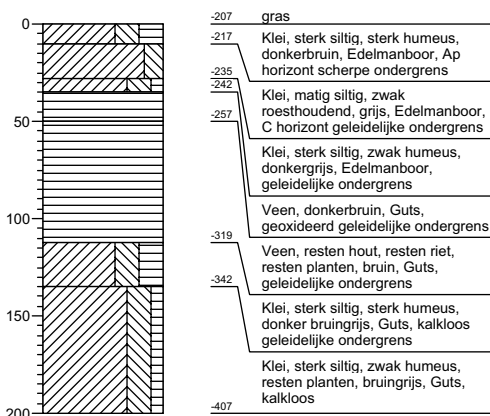 0
50
100
150
200
-207
gras
-217
Klei, sterk siltig, sterk humeus,
donkerbruin, Edelmanboor, Ap
horizont scherpe ondergrens
-235
Klei, matig siltig, zwak
roesthoudend, grijs, Edelmanboor,
C horizont geleidelijke ondergrens
-242
Klei, sterk siltig, zwak humeus,
donkergrijs, Edelmanboor,
geleidelijke ondergrens
-257
Veen, donkerbruin, Guts,
geoxideerd geleidelijke ondergrens
-319
Veen, resten hout, resten riet,
resten planten, bruin, Guts,
geleidelijke ondergrens
-342
Klei, sterk siltig, sterk humeus,
donker bruingrijs, Guts, kalkloos
geleidelijke ondergrens
Klei, sterk siltig, zwak humeus,
resten planten, bruingrijs, Guts,
kalkloos
-407